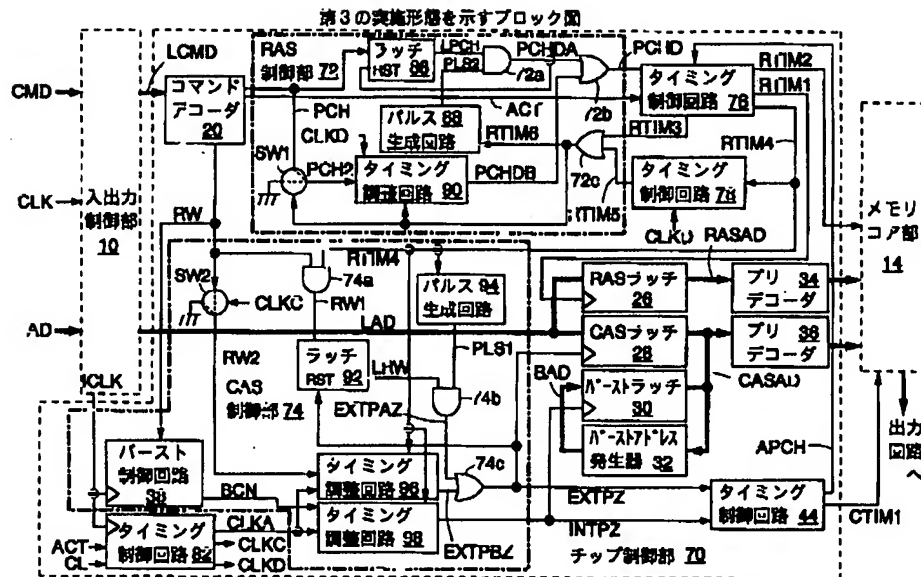 第3の実施形態を示すブロック図
CMD
CLK
AD
入出力
制御部
10
LCMD
コマンド
デコーダ
20
RAS
制御部 72
ラッチ
RST 86
LPCH
PLS2
PCHDA
72a
72b
PCHD
PCH
ACT
CLKD
パルス 88
生成回路
RTIM6
SW1
PCH2
タイミング
調整回路
90
PCHDB
72c
RTIM3
RTIM5
タイミング
制御回路
76
RTIM2
RTIM1
RTIM4
タイミング
制御回路
78
CLKD
メモリ
コア部
14
RW
RTIM4
74a
SW2
CLKC
RW1
パルス 94
生成回路
RASラッチ
26
RASAD
プリ 34
デコーダ
LAD
PLS1
CASラッチ
28
プリ 36
デコーダ
ICLK
RW2
ラッチ
RST 92
LRW
74b
BAD
CASAD
CAS
制御部 74
EXTPAZ
バーストラッチ
30
バーストアドレス
発生器 32
APCH
出力
回路
へ
バースト
制御回路
38
BCN
タイミング
調整回路 96
74c
EXTPZ
タイミング
制御回路 44
CTIM1
タイミング
調整回路 98
INTPZ
EXTPBZ
CLKA
ACT
CL
タイミング
制御回路 82
CLKC
CLKD
チップ制御部 70